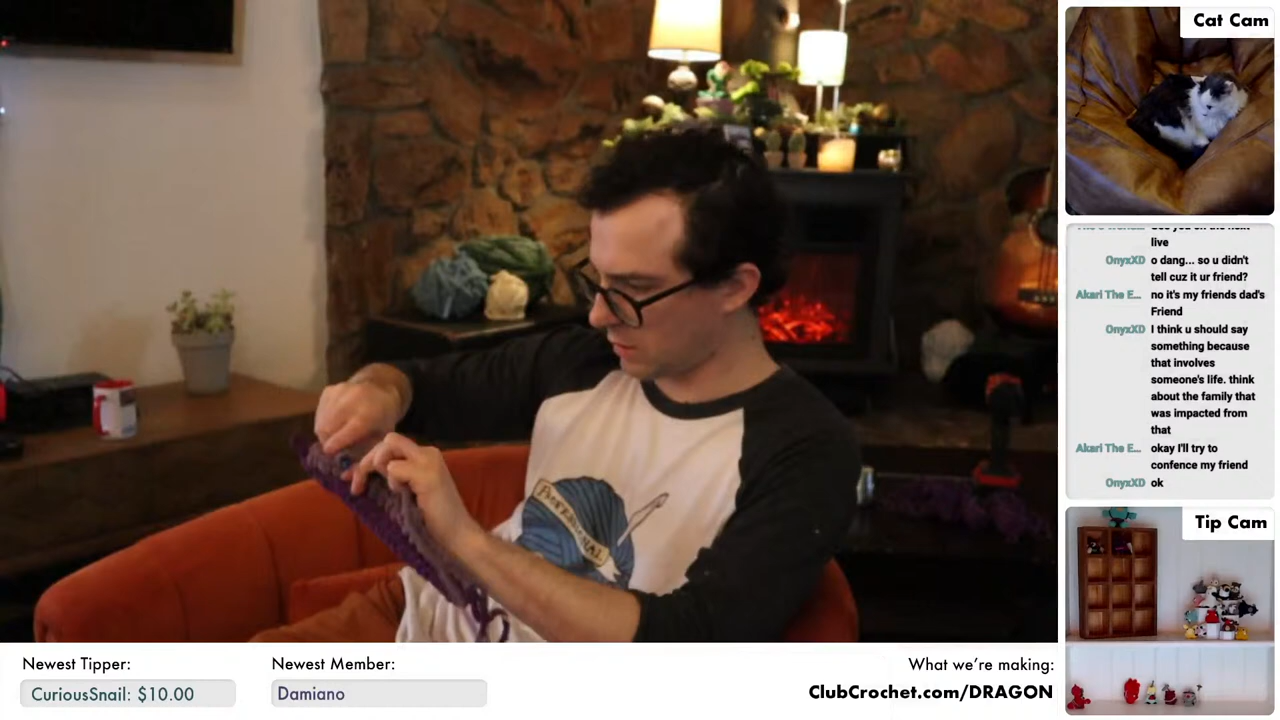 Cat Cam
live
OnyxXD o dang... so u didn't
tell cuz it ur friend?
Akari The E... no it's my friends dad's
Friend
OnyxXD I think u should say
something because
that involves
someone's life. think
about the family that
was impacted from
that
Akari The E... okay I'll try to
confence my friend
OnyxXD ok
Tip Cam
PROFESSIONAL
Newest Tipper:
CuriousSnail: $10.00
Newest Member:
Damiano
What we're making:
ClubCrochet.com/DRAGON